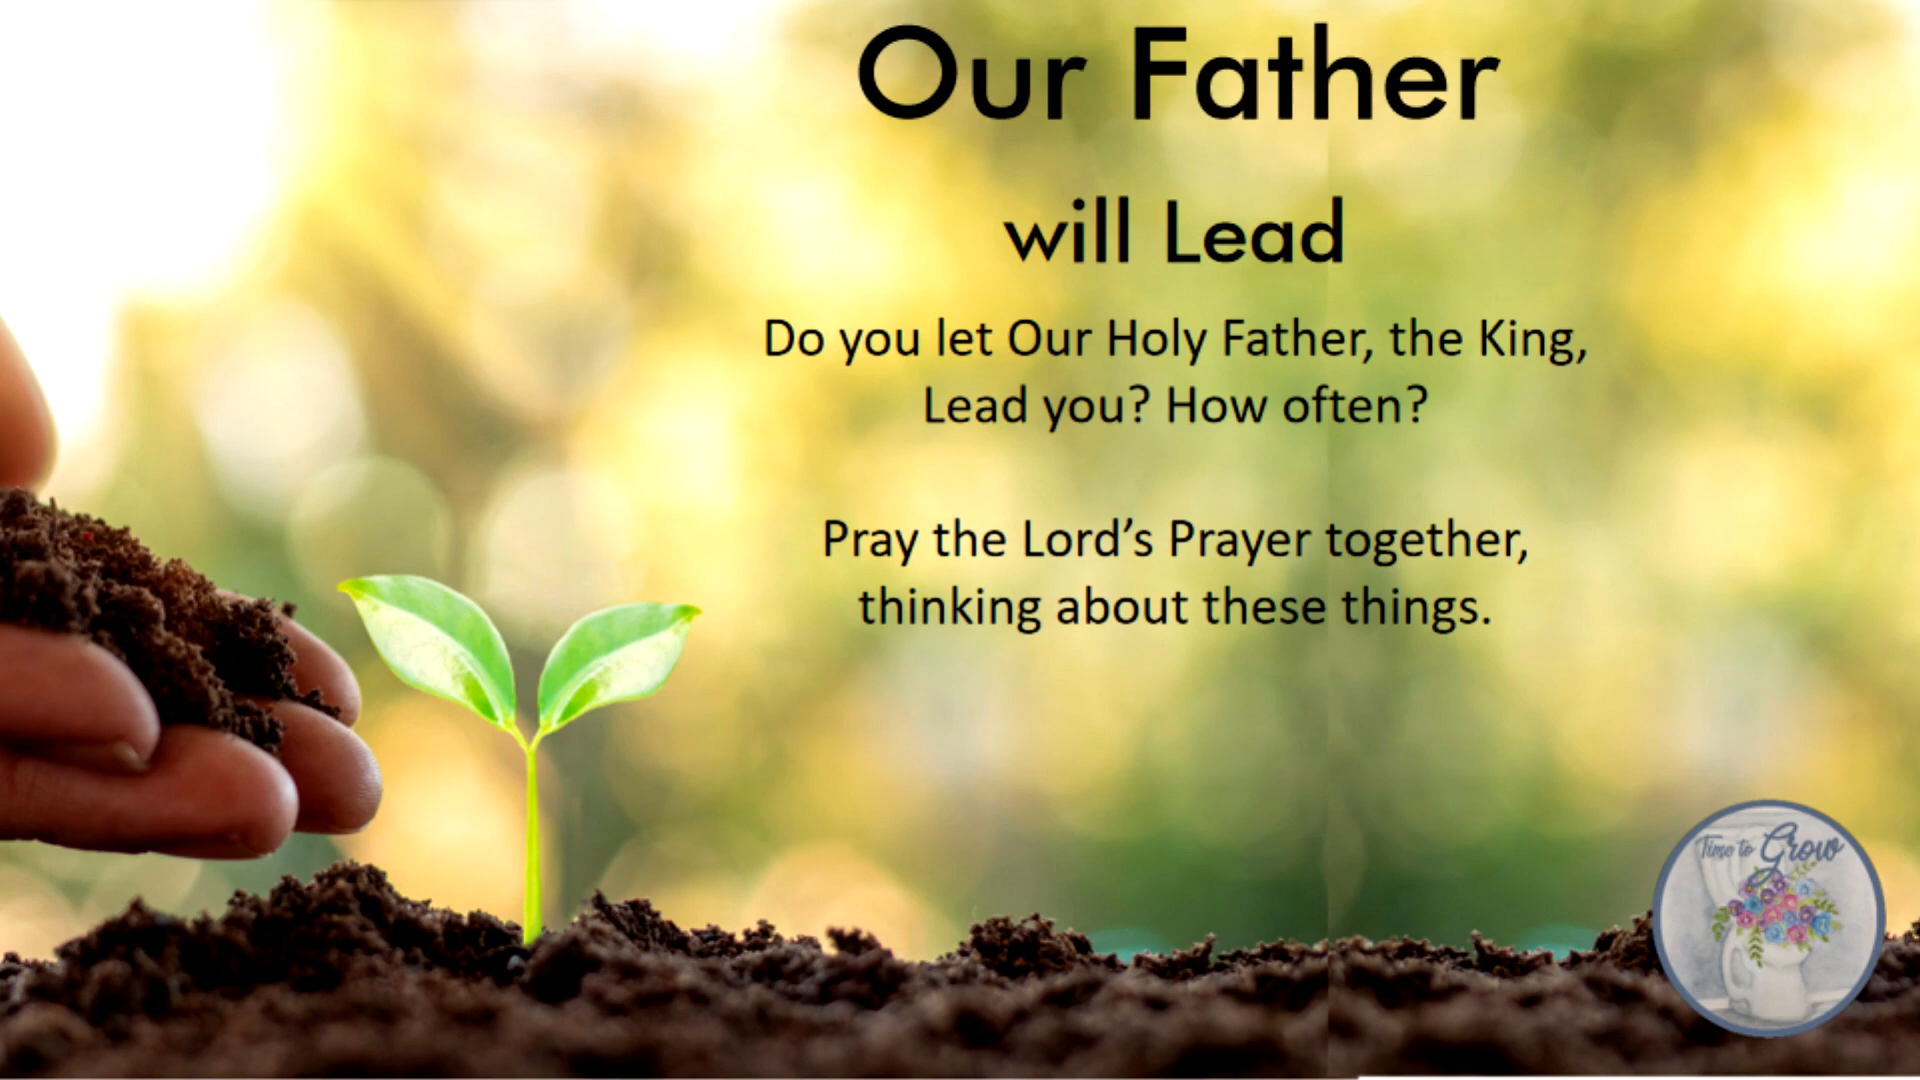 Our Father
will Lead
Do you let Our Holy Father, the King,
Lead you? How often?
Pray the Lord’s Prayer together,
thinking about these things.
Time to Grow